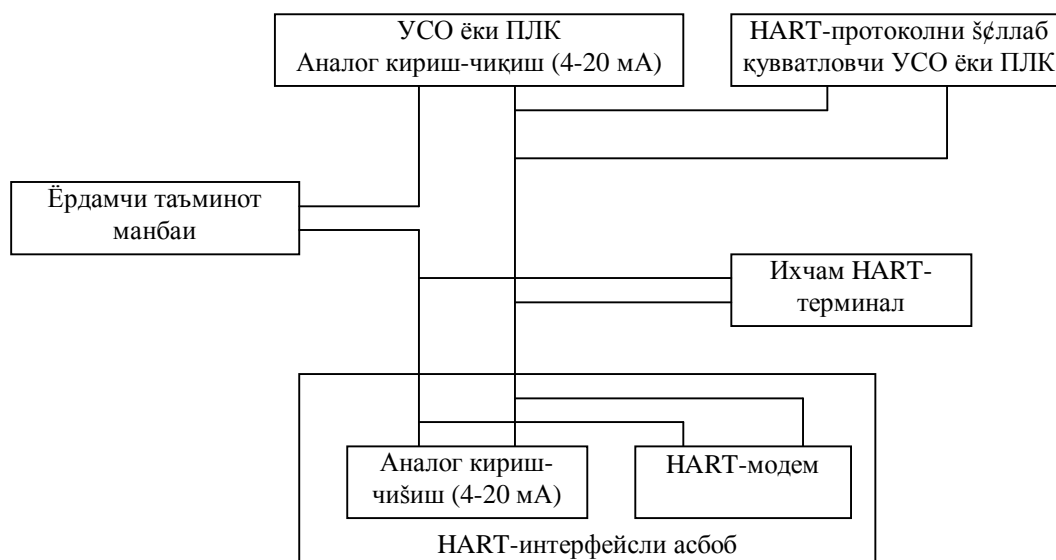 УСО ёки ПЛК
Аналог кириш-чиқиш (4-20 мА)
HART-протоколни š¢ллаб
қувватловчи УСО ёки ПЛК
Ёрдамчи таъминот
манбаи
Ихчам HART-
терминал
Аналог кириш-
чиšиш (4-20 мА)
HART-модем
HART-интерфейсли асбоб